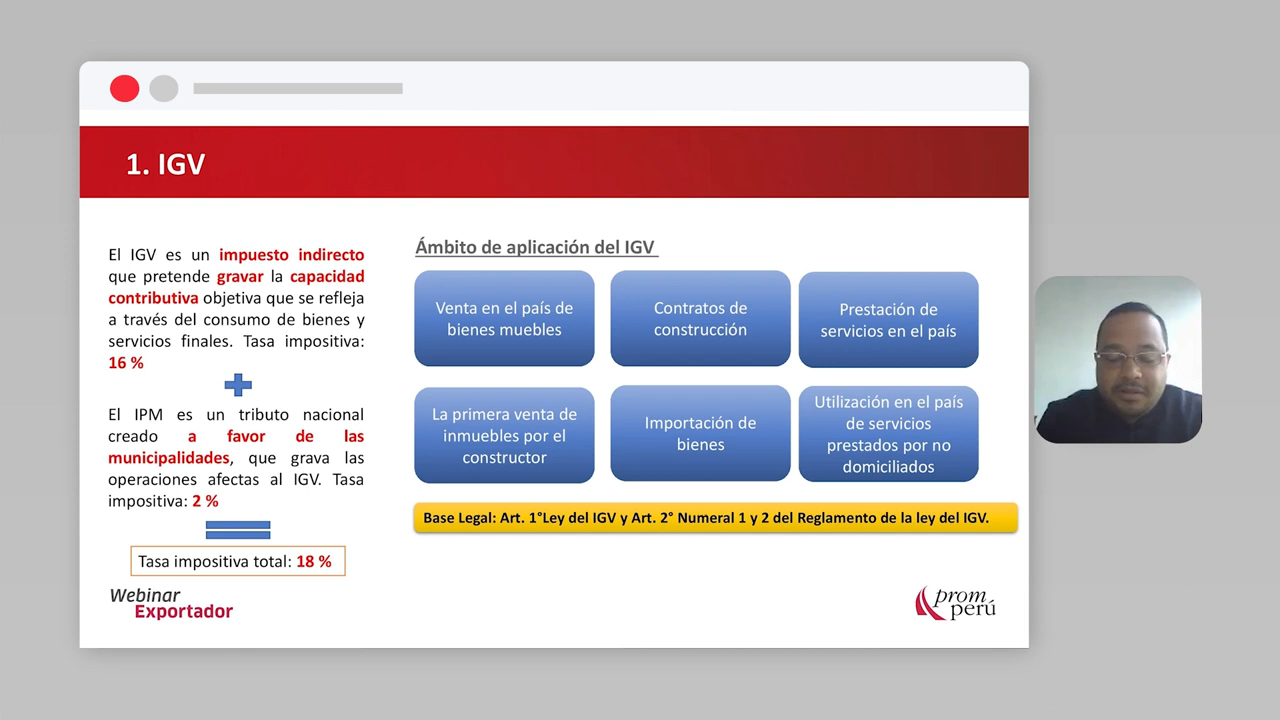 1. IGV
El IGV es un impuesto indirecto
que pretende gravar la capacidad
contributiva objetiva que se refleja
a través del consumo de bienes y
servicios finales. Tasa impositiva:
16 %
El IPM es un tributo nacional
creado a favor de las
municipalidades, que grava las
operaciones afectas al IGV. Tasa
impositiva: 2 %
Tasa impositiva total: 18 %
Ámbito de aplicación del IGV
Venta en el país de
bienes muebles
Contratos de
construcción
Prestación de
servicios en el país
La primera venta de
inmuebles por el
constructor
Importación de
bienes
Utilización en el país
de servicios
prestados por no
domiciliados
Base Legal: Art. 1°Ley del IGV y Art. 2° Numeral 1 y 2 del Reglamento de la ley del IGV.
Webinar
Exportador
prom
perú